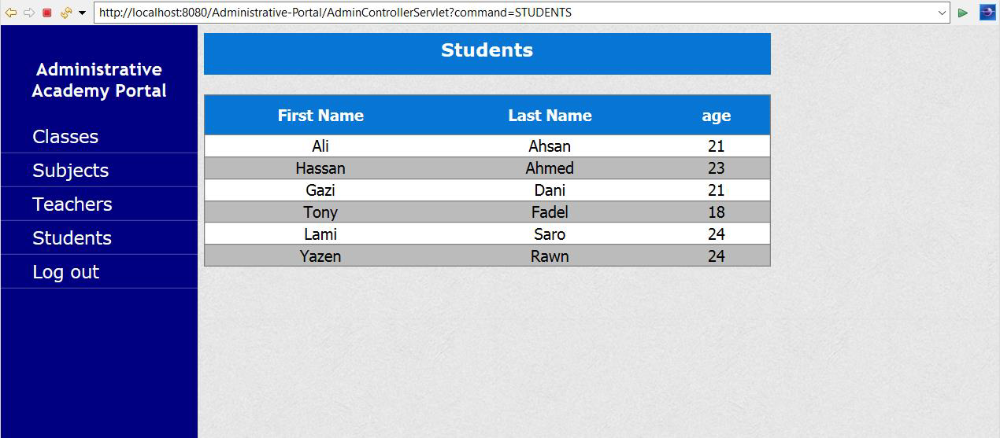 http://localhost:8080/Administrative-Portal/AdminControllerServlet?command=STUDENTS
Administrative
Academy Portal
Classes
Subjects
Teachers
Students
Log out
Students
First Name Last Name age
Ali Ahsan 21
Hassan Ahmed 23
Gazi Dani 21
Tony Fadel 18
Lami Saro 24
Yazen Rawn 24